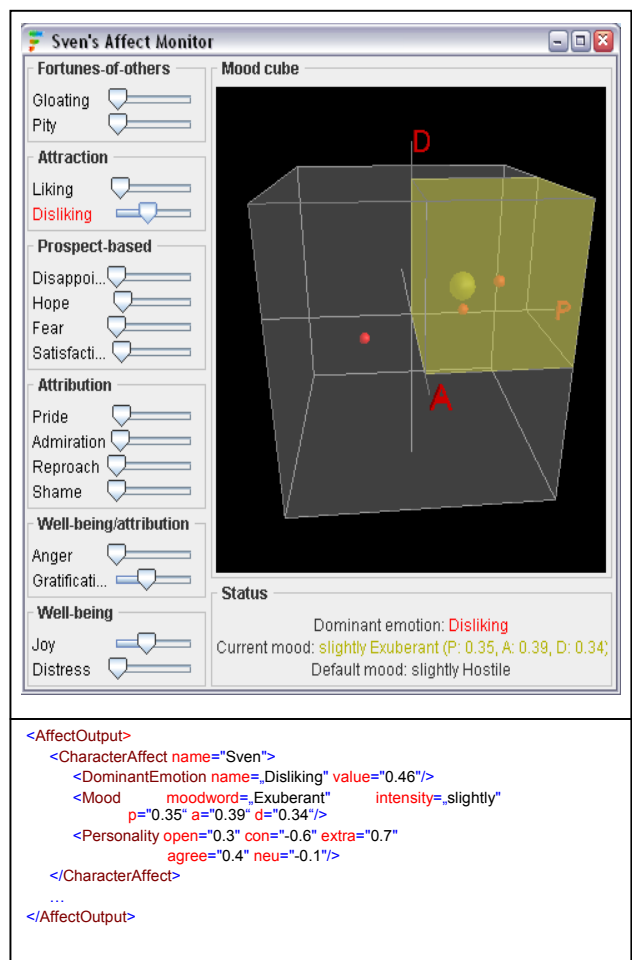 Sven's Affect Monitor
Fortunes-of-others
Gloating
Pity
Attraction
Liking
Disliking
Prospect-based
Disappoi...
Hope
Fear
Satisfacti...
Attribution
Pride
Admiration
Reproach
Shame
Well-being/attribution
Anger
Gratificati...
Well-being
Joy
Distress
Mood cube
D
P
A
Status
Dominant emotion: Disliking
Current mood: slightly Exuberant (P: 0.35, A: 0.39, D: 0.34)
Default mood: slightly Hostile
<AffectOutput>
<CharacterAffect name="Sven">
<DominantEmotion name=„Disliking" value="0.46"/>
<Mood moodword=„Exuberant" intensity=„slightly"
p="0.35“ a="0.39“ d="0.34“/>
<Personality open="0.3" con="-0.6" extra="0.7"
agree="0.4" neu="-0.1"/>
</CharacterAffect>
…
</AffectOutput>